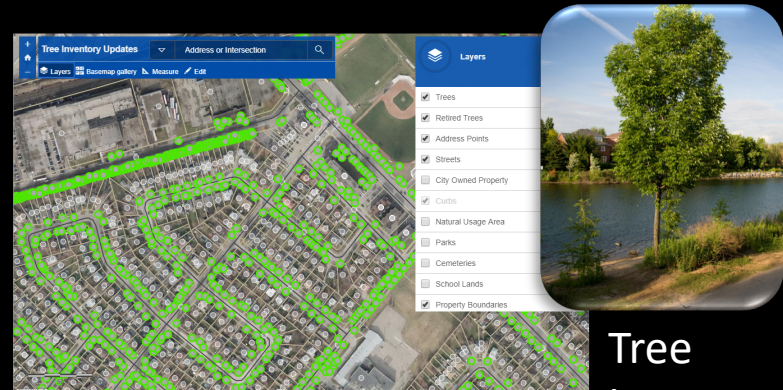 Tree Inventory Updates
Address or Intersection
Layers Basemap gallery Measure Edit
Layers
Trees
Retired Trees
Address Points
Streets
City Owned Property
Curbs
Natural Usage Area
Parks
Cemeteries
School Lands
Property Boundaries
Tree